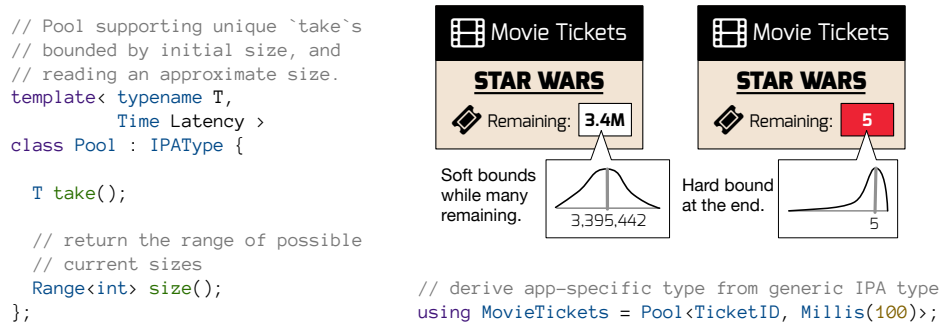 // Pool supporting unique `take`s
// bounded by initial size, and
// reading an approximate size.
template< typename T,
Time Latency >
class Pool : IPAType {
T take();
// return the range of possible
// current sizes
Range<int> size();
};
Movie Tickets
STAR WARS
Remaining: 3.4M
Soft bounds
while many
remaining.
3,395,442
Movie Tickets
STAR WARS
Remaining: 5
Hard bound
at the end.
5
// derive app-specific type from generic IPA type
using MovieTickets = Pool<TicketID, Millis(100)>;